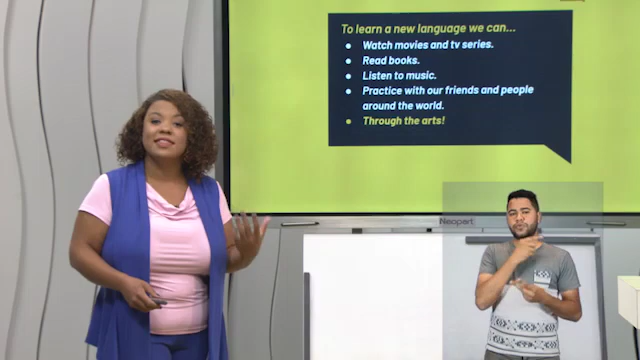 To learn a new language we can...
● Watch movies and tv series.
● Read books.
● Listen to music.
● Practice with our friends and people
around the world.
● Through the arts!
Neopart